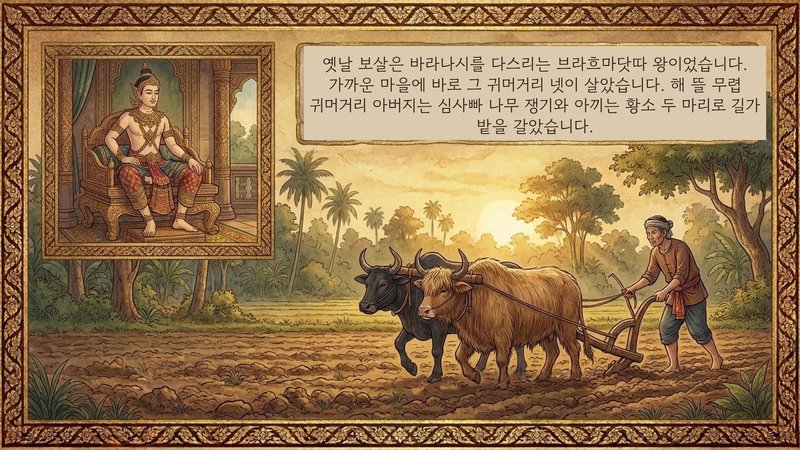 옛날 보살은 바라나시를 다스리는 브라흐마닷따 왕이었습니다.
가까운 마을에 바로 그 귀머거리 넷이 살았습니다. 해 뜰 무렵
귀머거리 아버지는 심사빠 나무 쟁기와 아끼는 황소 두 마리로 길가
밭을 갈았습니다.